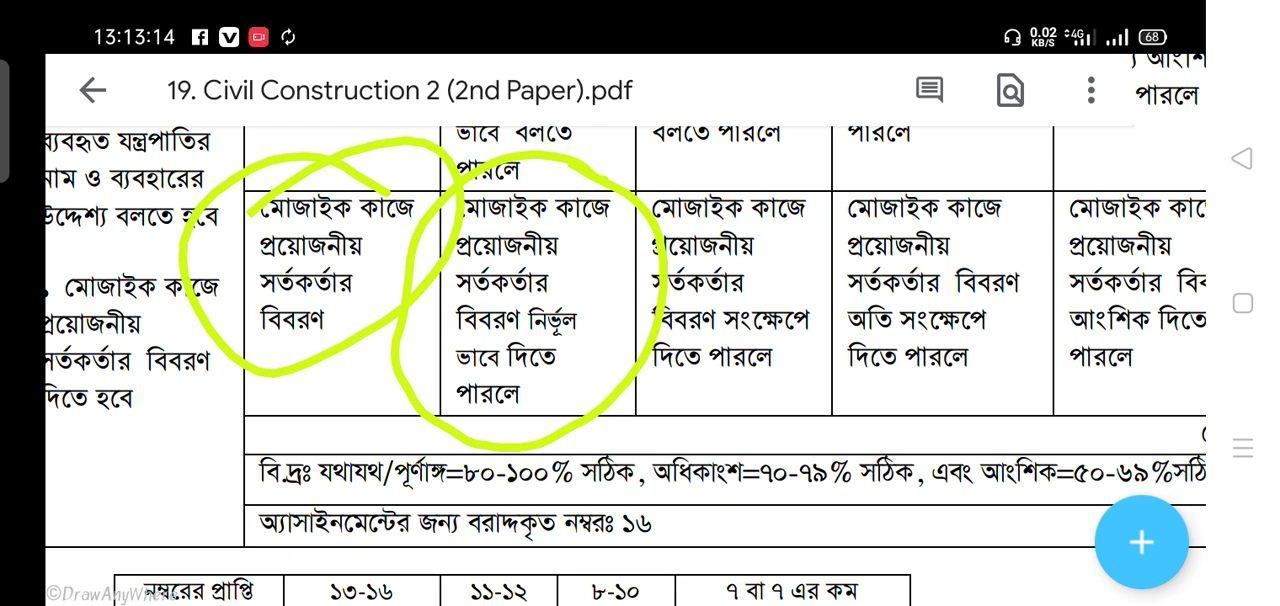 13:13:14
0.02 KB/S 4G 68
19. Civil Construction 2 (2nd Paper).pdf
পারলে
ব্যবহৃত যন্ত্রপাতির
নাম ও ব্যবহারের
উদ্দেশ্য বলতে হবে
মোজাইক কাজে
প্রয়োজনীয়
সর্তকর্তার বিবরণ
দিতে হবে
ভাবে বলতে
পারলে
বলতে পারলে
পারলে
মোজাইক কাজে
প্রয়োজনীয়
সর্তকর্তার
বিবরণ
মোজাইক কাজে
প্রয়োজনীয়
সর্তকর্তার
বিবরণ নির্ভূল
ভাবে দিতে
পারলে
মোজাইক কাজে
প্রয়োজনীয়
সর্তকর্তার
বিবরণ সংক্ষেপে
দিতে পারলে
মোজাইক কাজে
প্রয়োজনীয়
সর্তকর্তার বিবরণ
অতি সংক্ষেপে
দিতে পারলে
মোজাইক
প্রয়োজনীয়
সর্তকর্তার
আংশিক দিতে
পারলে
বি.দ্রঃ যথাযথ/পূর্ণাঙ্গ=৮০-১০০% সঠিক, অধিকাংশ=৭০-৭৯% সঠিক, এবং আংশিক=৫০-৬৯%
অ্যাসাইনমেন্টের জন্য বরাদ্দকৃত নম্বরঃ ১৬
নম্বরের প্রাপ্তি ১৩-১৬ ১১-১২ ৮-১০ ৭ বা ৭ এর কম
©DrawAnyWhere